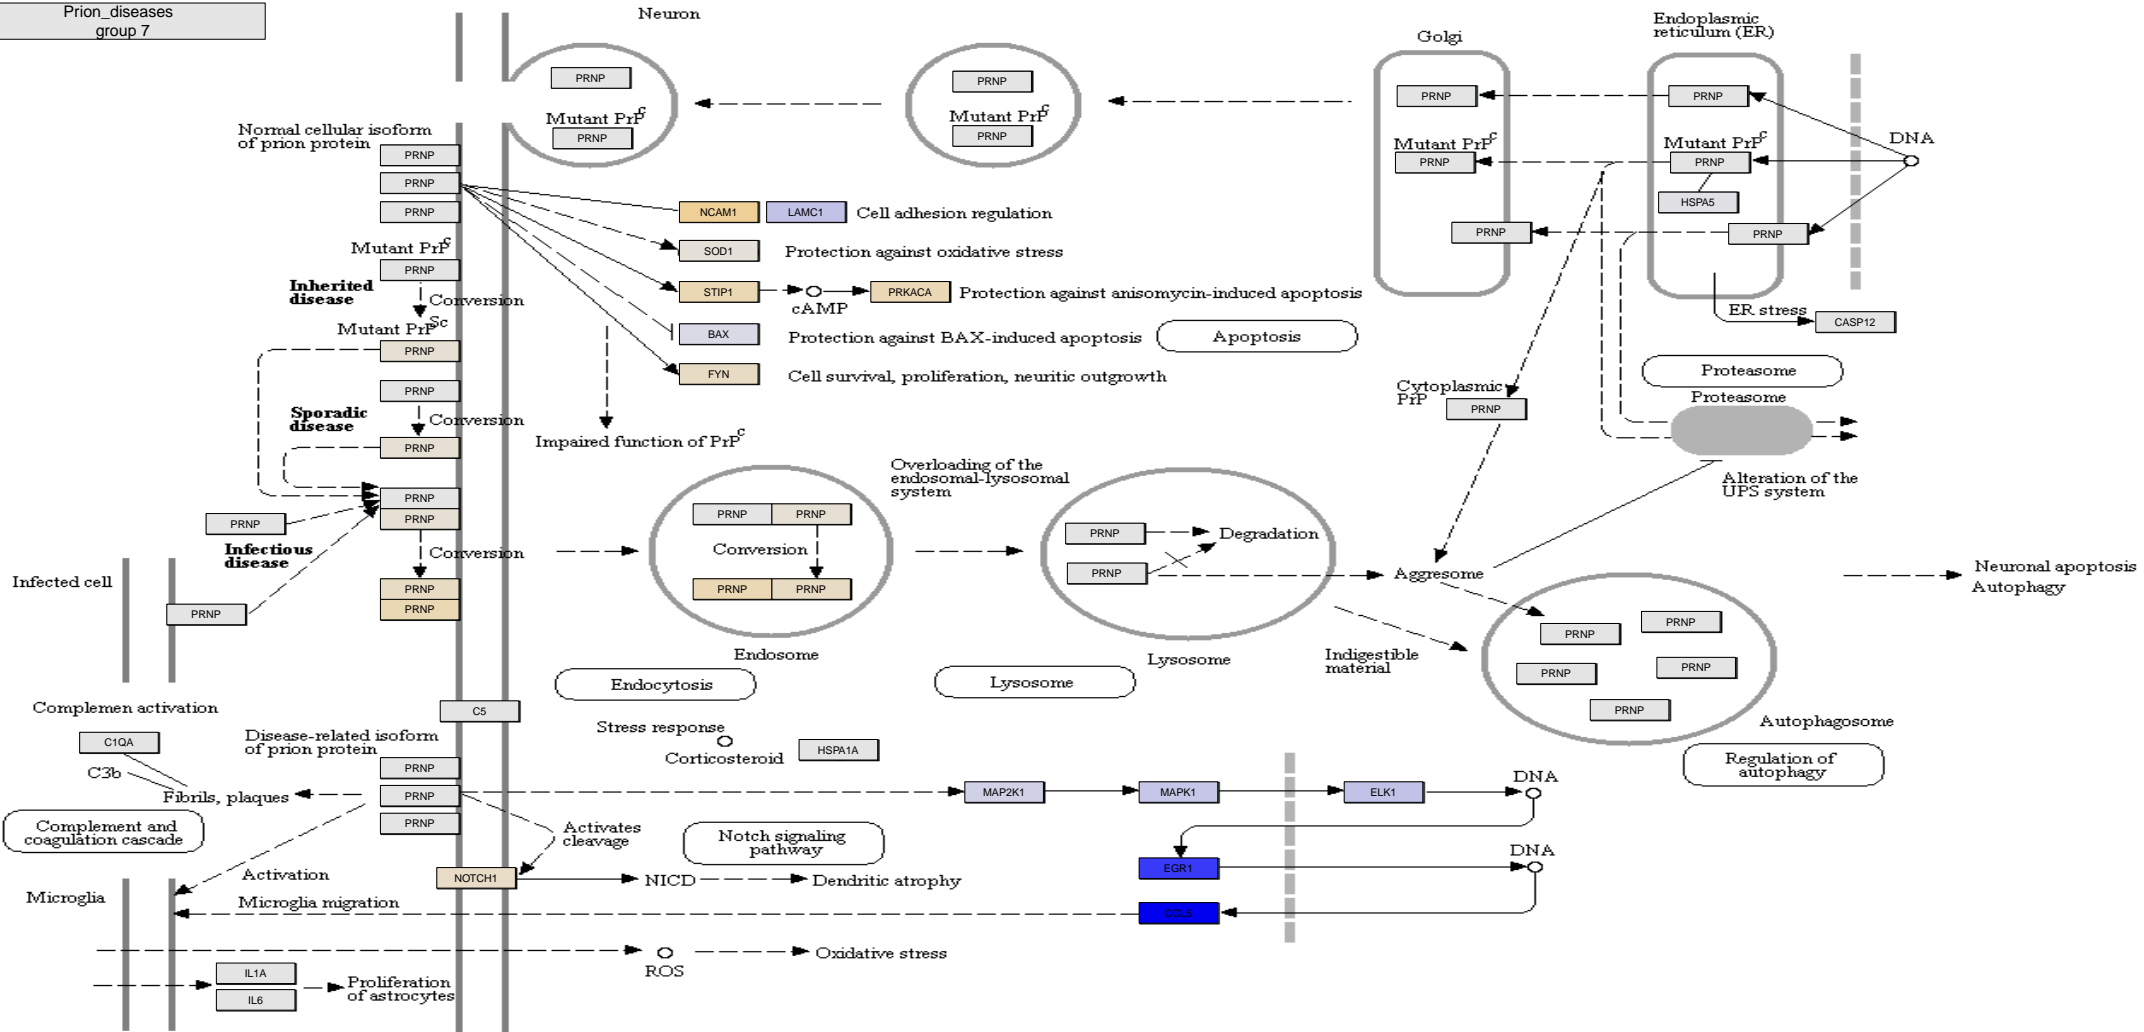 Prion_diseases
group 7
Neuron
Golgi
Endoplasmic
reticulum (ER)
PRNP
Mutant PrP^c
PRNP
PRNP
Mutant PrP^c
PRNP
PRNP
Mutant PrP^c
PRNP
PRNP
Mutant PrP^c
PRNP
HSPA5
PRNP
PRNP
DNA
Normal cellular isoform
of prion protein
PRNP
PRNP
PRNP
NCAM1
LAMC1
Cell adhesion regulation
SOD1
Protection against oxidative stress
STIP1
cAMP
PRKACA
Protection against anisomycin-induced apoptosis
BAX
Protection against BAX-induced apoptosis
Apoptosis
FYN
Cell survival, proliferation, neuritic outgrowth
Impaired function of PrP^c
ER stress
CASP12
Proteasome
Proteasome
Cytoplasmic
PrP
PRNP
Alteration of the
UPS system
Mutant PrP^c
PRNP
Inherited
disease
Conversion
Mutant PrP^Sc
PRNP
PRNP
Sporadic
disease
Conversion
PRNP
PRNP
PRNP
PRNP
Infectious
disease
Conversion
PRNP
PRNP
Infected cell
PRNP
PRNP
PRNP
Conversion
PRNP
PRNP
Endosome
Endocytosis
Overloading of the
endosomal-lysosomal
system
PRNP
Degradation
PRNP
Lysosome
Lysosome
Aggresome
Indigestible
material
PRNP
PRNP
PRNP
PRNP
PRNP
Autophagosome
Regulation of
autophagy
Neuronal apoptosis
Autophagy
Complemen activation
C5
C1QA
C3b
Fibrils, plaques
Complement and
coagulation cascade
Disease-related isoform
of prion protein
PRNP
PRNP
PRNP
Stress response
Corticosteroid
HSPA1A
MAP2K1
MAPK1
ELK1
DNA
Activates
cleavage
Notch signaling
pathway
EGR1
DNA
Activation
NOTCH1
NICD
Dendritic atrophy
Microglia
Microglia migration
CCL5
ROS
Oxidative stress
IL1A
IL6
Proliferation
of astrocytes